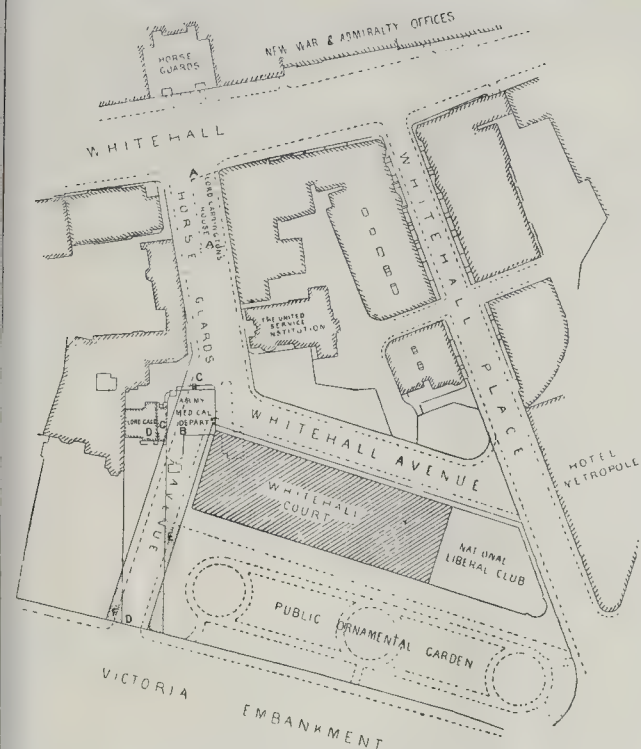 HORSE
GUARDS
NEW WAR & ADMIRALTY OFFICES
WHITEHALL
A
LORD CARRINGTONS
HOUSE
A
HORSE GUARDS AVENUE
WHITEHALL PLACE
THE UNITED
SERVICE
INSTITUTION
C
ARMY
MEDICAL
DEPART
B
D
C
WHITEHALL AVENUE
HOTEL
METROPOLE
WHITEHALL
COURT
NATIONAL
LIBERAL CLUB
E
D
PUBLIC ORNAMENTAL GARDEN
VICTORIA EMBANKMENT